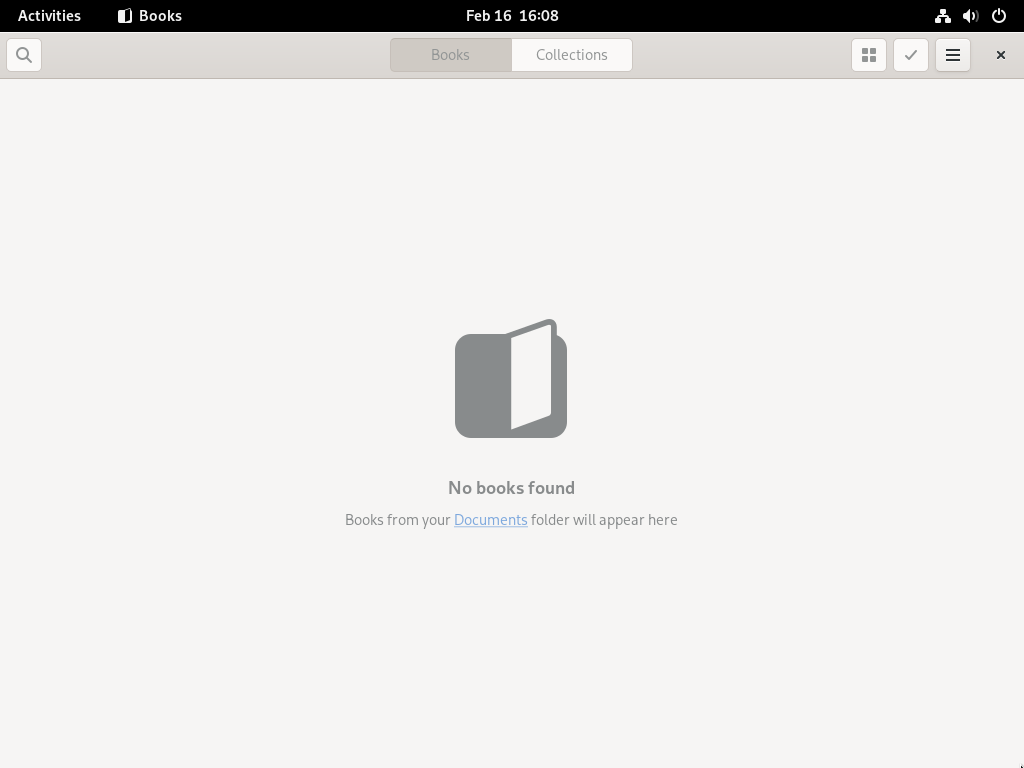 Activities Books Feb 16 16:08
Books Collections
No books found
Books from your Documents folder will appear here